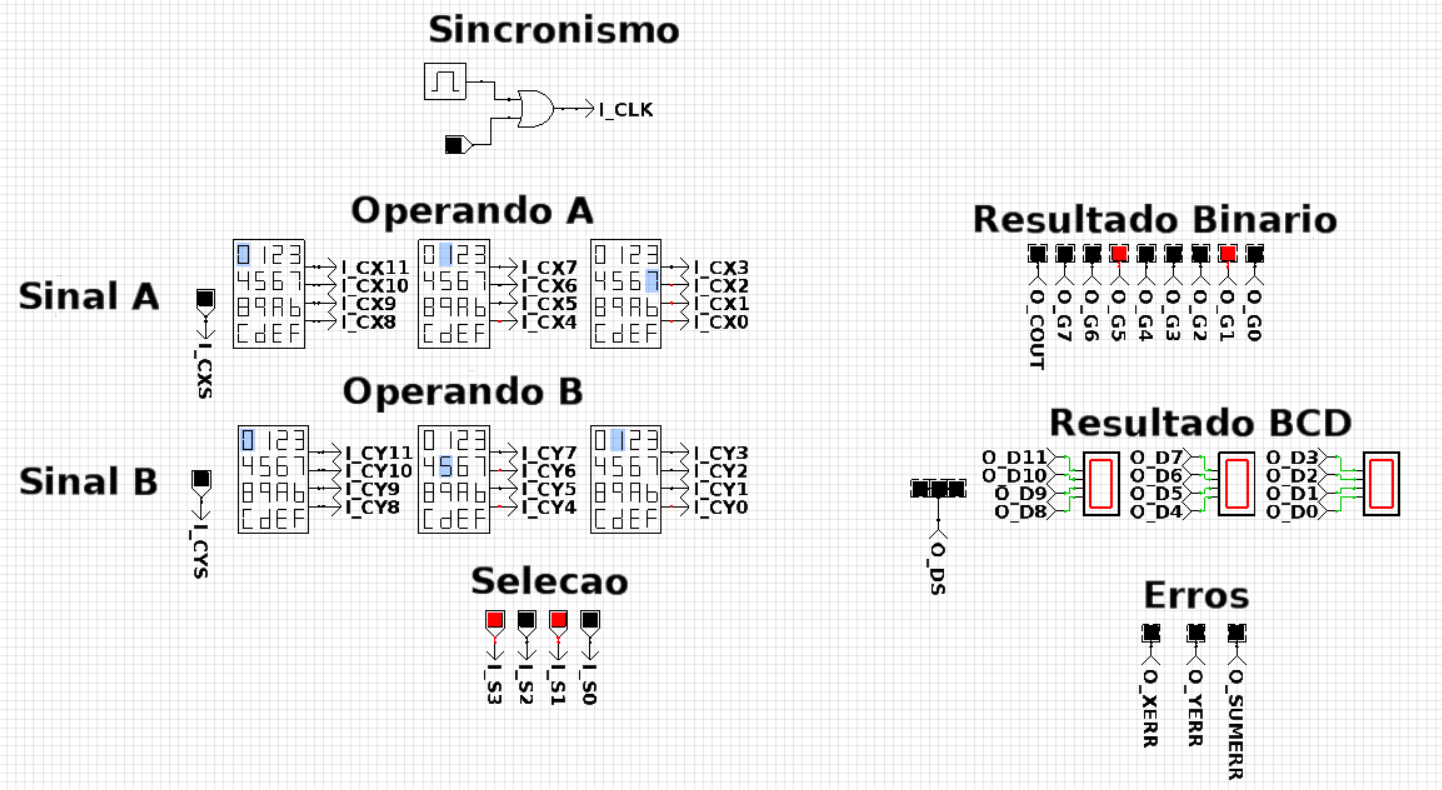 Sincronismo
I_CLK
Operando A
0123
4567
89Ab
CdEF
I_CX11
I_CX10
I_CX9
I_CX8
0123
4567
89Ab
CdEF
I_CX7
I_CX6
I_CX5
I_CX4
0123
4567
89Ab
CdEF
I_CX3
I_CX2
I_CX1
I_CX0
Sinal A
I_CXS
Operando B
0123
4567
89Ab
CdEF
I_CY11
I_CY10
I_CY9
I_CY8
0123
4567
89Ab
CdEF
I_CY7
I_CY6
I_CY5
I_CY4
0123
4567
89Ab
CdEF
I_CY3
I_CY2
I_CY1
I_CY0
Sinal B
I_CYS
Selecao
I_S3
I_S2
I_S1
I_S0
Resultado Binario
O_COUT
O_G7
O_G6
O_G5
O_G4
O_G3
O_G2
O_G1
O_G0
Resultado BCD
O_DS
O_D11
O_D10
O_D9
O_D8
0
O_D7
O_D6
O_D5
O_D4
0
O_D3
O_D2
O_D1
O_D0
0
Erros
O_XERR
O_YERR
O_SUMERR